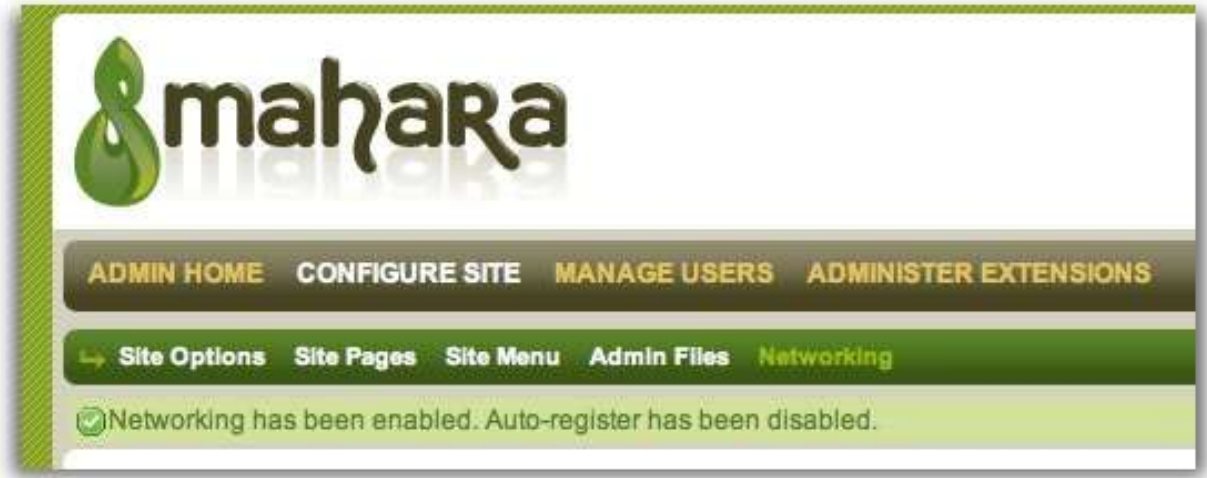 mahara
ADMIN HOME CONFIGURE SITE MANAGE USERS ADMINISTER EXTENSIONS
Site Options Site Pages Site Menu Admin Files Networking
Networking has been enabled. Auto-register has been disabled.